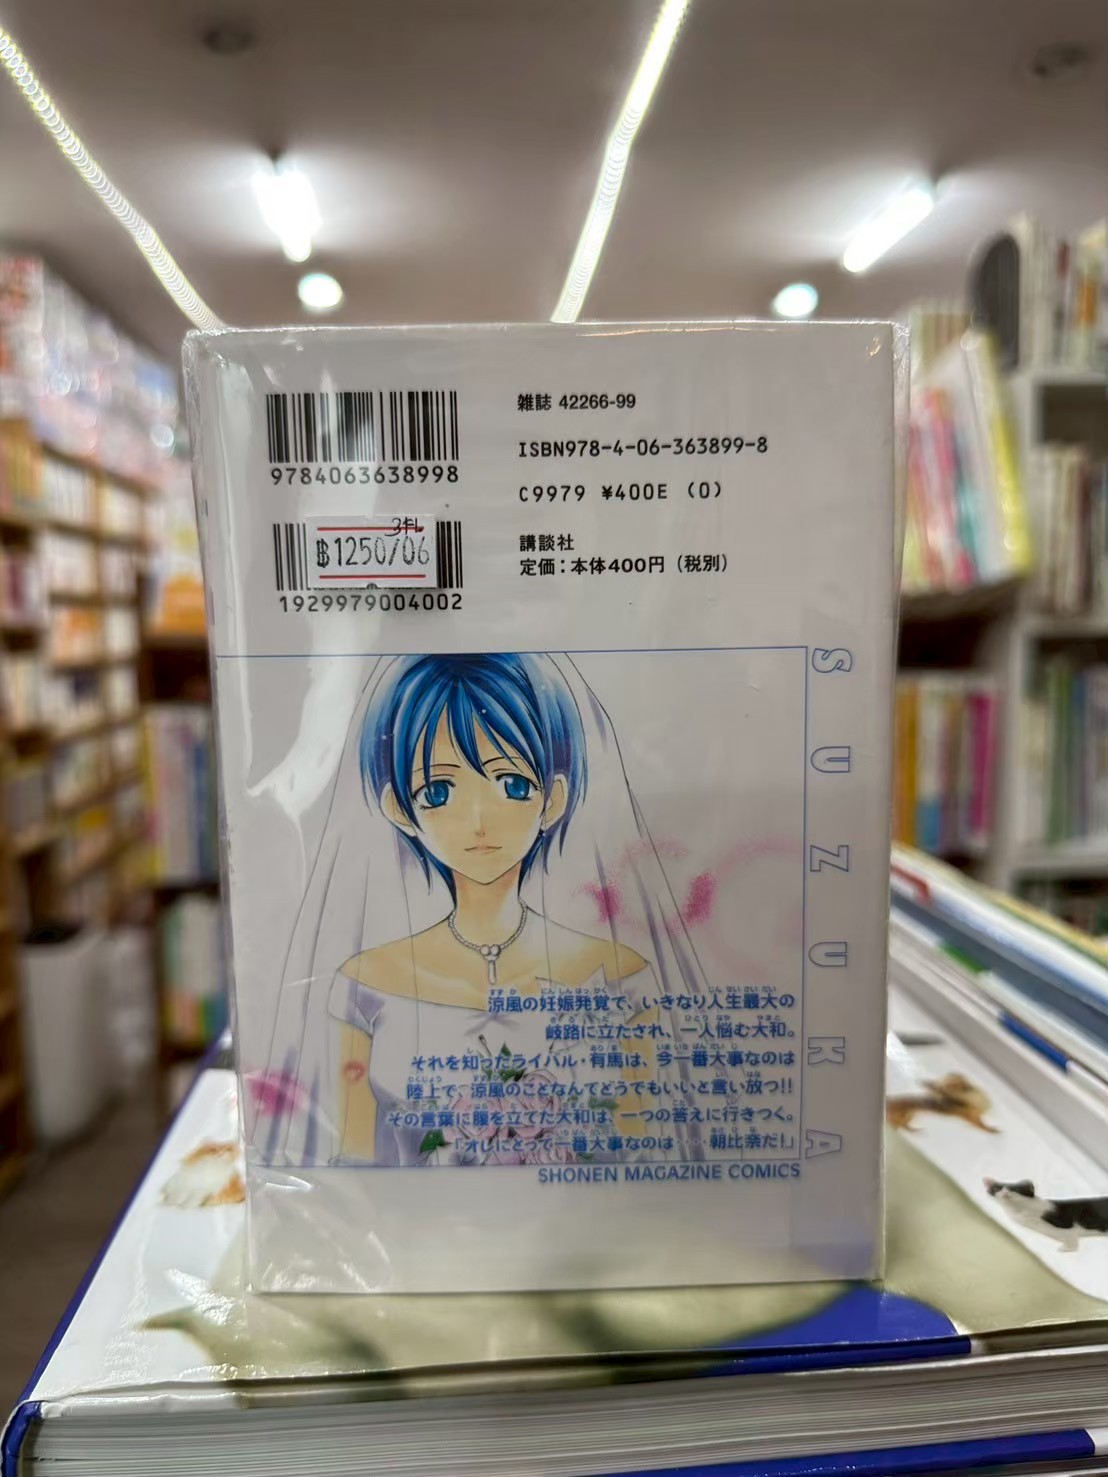 雑誌 42266-99
ISBN978-4-06-363899-8
C9979 ¥400E (0)
講談社
定価：本体400円（税別）
9784063638998
฿1250/06
1929979004002
SUZUKA
涼風の妊娠発覚で、いきなり人生最大の
岐路に立たされ、一人悩む大和。
それを知ったライバル・有馬は、今一番大事なのは
陸上で、涼風のことなんてどうでもいいと言い放つ!!
その言葉に腹を立てた大和は、一つの答えに行きつく。
「オレにとって一番大事なのは・・・朝比奈だ!」
SHONEN MAGAZINE COMICS